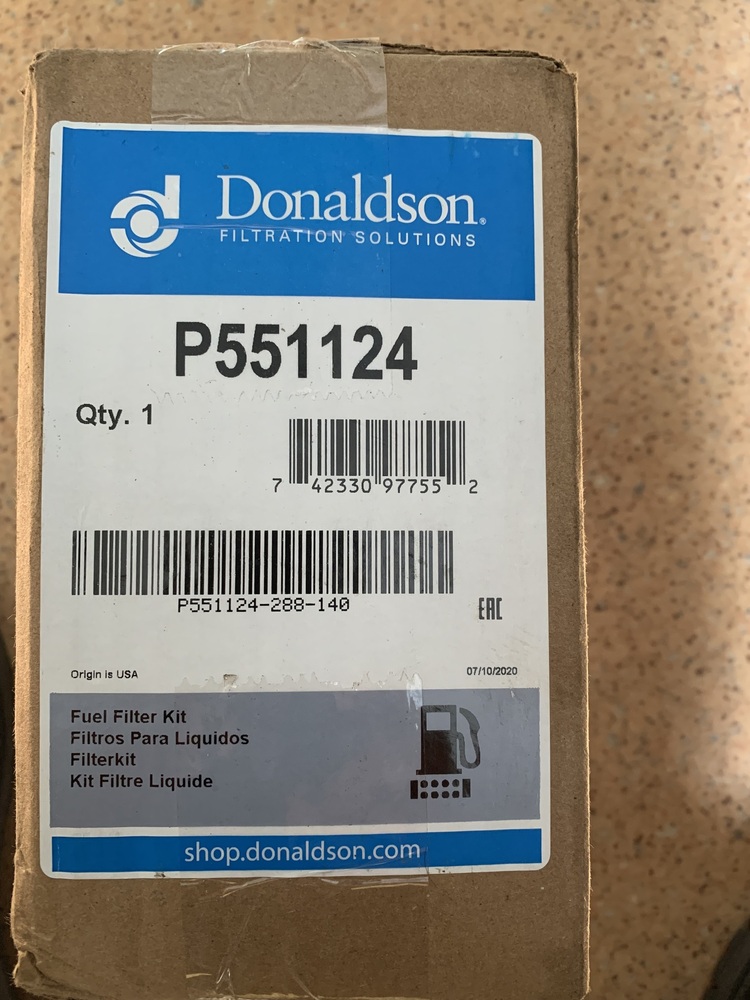 Donaldson®
FILTRATION SOLUTIONS
P551124
Qty. 1
7 42330 97755 2
P551124-288-140
EAC
Origin is USA
07/10/2020
Fuel Filter Kit
Filtros Para Liquidos
Filterkit
Kit Filtre Liquide
shop.donaldson.com